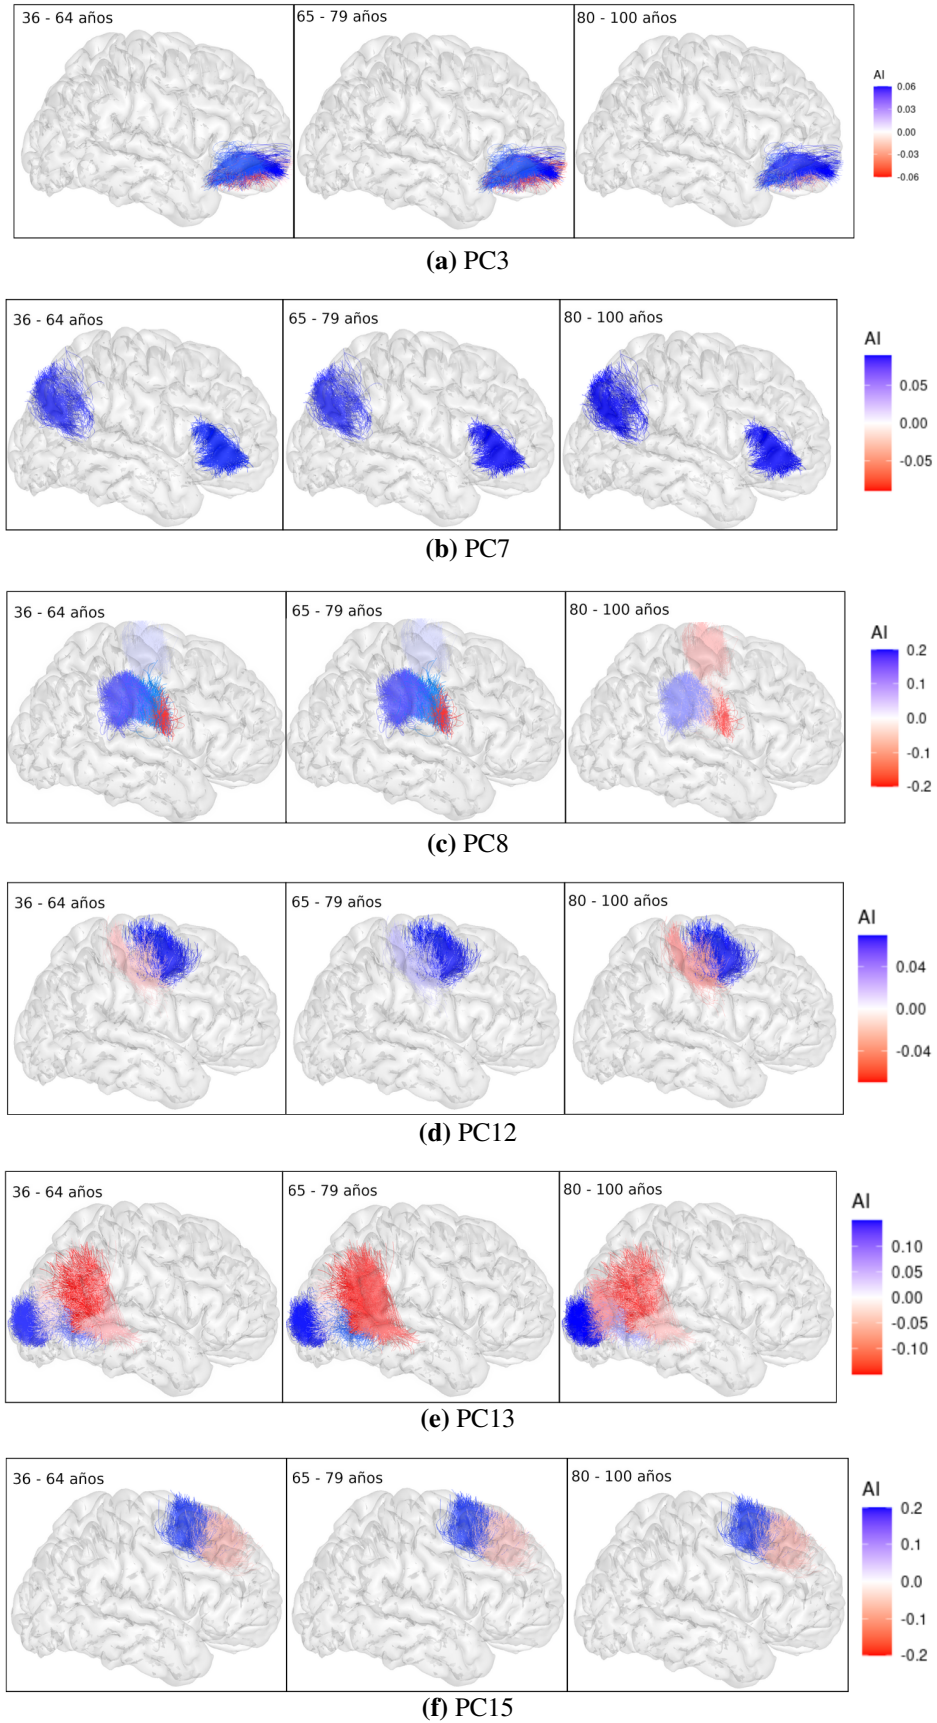 36 - 64 años
65 - 79 años
80 - 100 años
AI
0.06
0.03
0.00
-0.03
-0.06
(a) PC3
36 - 64 años
65 - 79 años
80 - 100 años
AI
0.05
0.00
-0.05
(b) PC7
36 - 64 años
65 - 79 años
80 - 100 años
AI
0.2
0.1
0.0
-0.1
-0.2
(c) PC8
36 - 64 años
65 - 79 años
80 - 100 años
AI
0.04
0.00
-0.04
(d) PC12
36 - 64 años
65 - 79 años
80 - 100 años
AI
0.10
0.05
0.00
-0.05
-0.10
(e) PC13
36 - 64 años
65 - 79 años
80 - 100 años
AI
0.2
0.1
0.0
-0.1
-0.2
(f) PC15